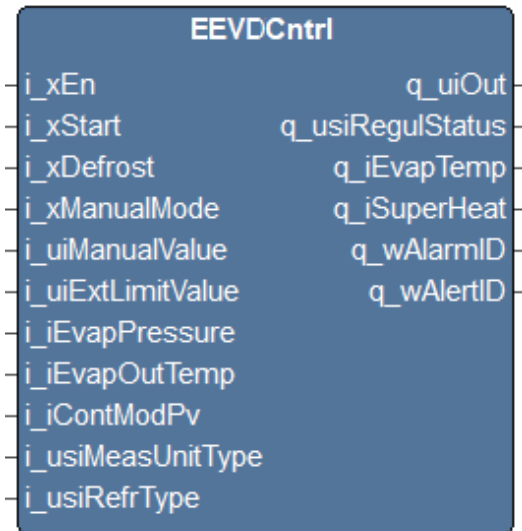 EEVDCntrl
i_xEn q_uiOut
i_xStart q_usiRegulStatus
i_xDefrost q_iEvapTemp
i_xManualMode q_iSuperHeat
i_uiManualValue q_wAlarmID
i_uiExtLimitValue q_wAlertID
i_iEvapPressure
i_iEvapOutTemp
i_iContModPv
i_usiMeasUnitType
i_usiRefrType